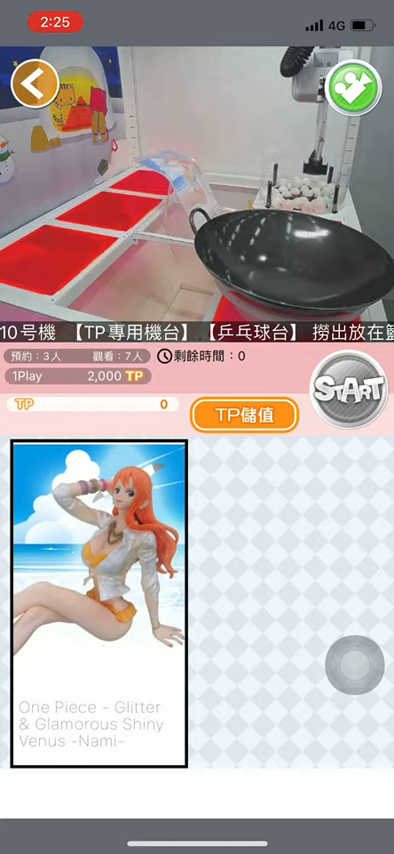 2:25
4G
10号機 【TP專用機台】【乒乓球台】 撈出放在籃
預約:3人 觀看:7人
剩餘時間:0
1Play 2,000 TP
START
TP 0
TP儲值
One Piece - Glitter
& Glamorous Shiny
Venus -Nami-